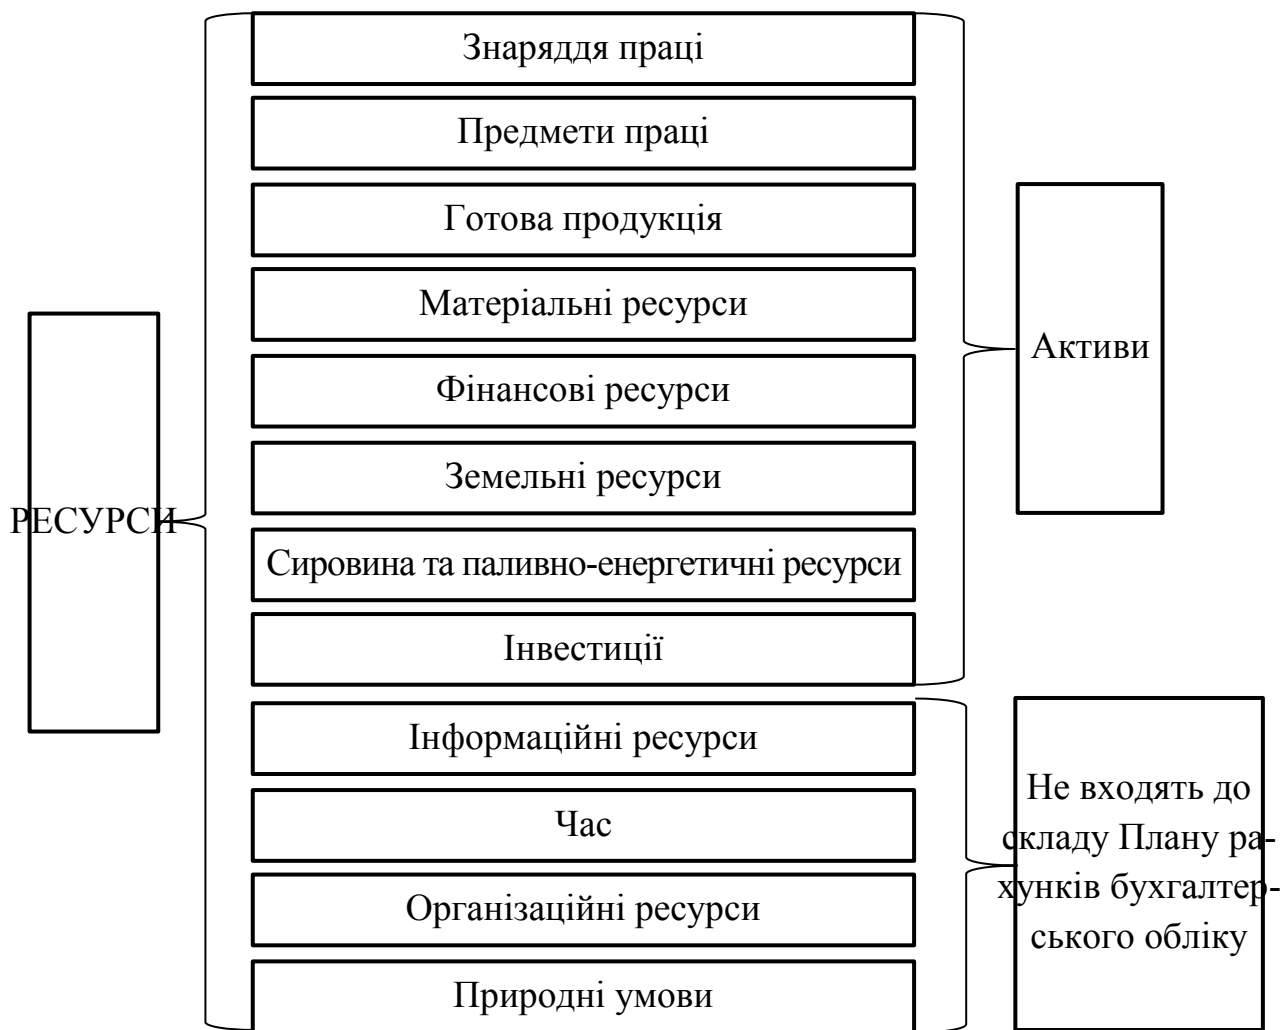 РЕСУРСИ
Знаряддя праці
Предмети праці
Готова продукція
Матеріальні ресурси
Фінансові ресурси
Земельні ресурси
Сировина та паливно-енергетичні ресурси
Інвестиції
Інформаційні ресурси
Час
Організаційні ресурси
Природні умови
Активи
Не входять до
складу Плану ра-
хунків бухгалтер-
ського обліку